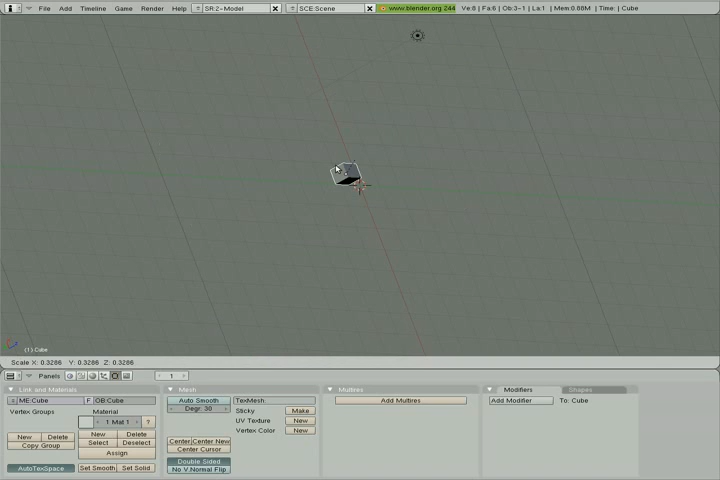 File Add Timeline Game Render Help SR:2-Model SCE:Scene www.blender.org 244 Ve:8 | Fa:6 | Ob:3-1 | La:1 | Mem:0.88M | Time: | Cube
(1) Cube
Scale X: 0.3286 Y: 0.3286 Z: 0.3286
Panels 1
Link and Materials Mesh Multires Modifiers Shapes
ME:Cube F OB:Cube Auto Smooth TexMesh: Add Multires Add Modifier To: Cube
Vertex Groups Material Degr: 30 Sticky Make
1 Mat 1 ? UV Texture New
New Delete New Delete Vertex Color New
Copy Group Select Deselect Center Center New
Assign Center Cursor
Double Sided
AutoTexSpace Set Smooth Set Solid No V.Normal Flip